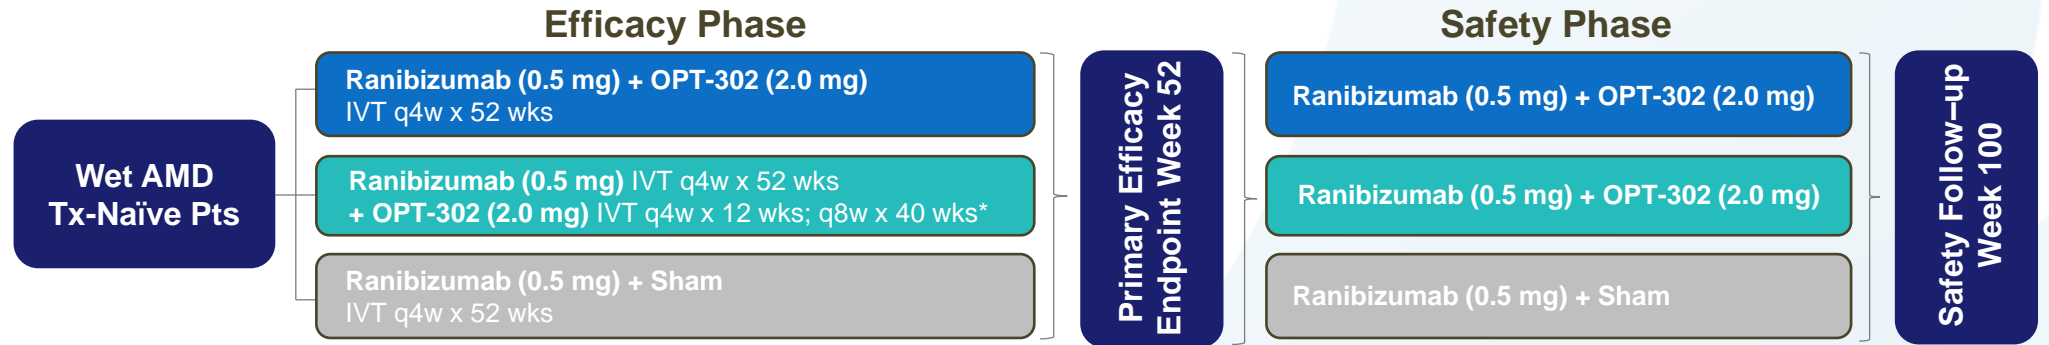 Efficacy Phase
Safety Phase
Wet AMD
Tx-Naïve Pts
Ranibizumab (0.5 mg) + OPT-302 (2.0 mg)
IVT q4w x 52 wks
Ranibizumab (0.5 mg) IVT q4w x 52 wks
+ OPT-302 (2.0 mg) IVT q4w x 12 wks; q8w x 40 wks*
Ranibizumab (0.5 mg) + Sham
IVT q4w x 52 wks
Primary Efficacy
Endpoint Week 52
Ranibizumab (0.5 mg) + OPT-302 (2.0 mg)
Ranibizumab (0.5 mg) + OPT-302 (2.0 mg)
Ranibizumab (0.5 mg) + Sham
Safety Follow–up
Week 100